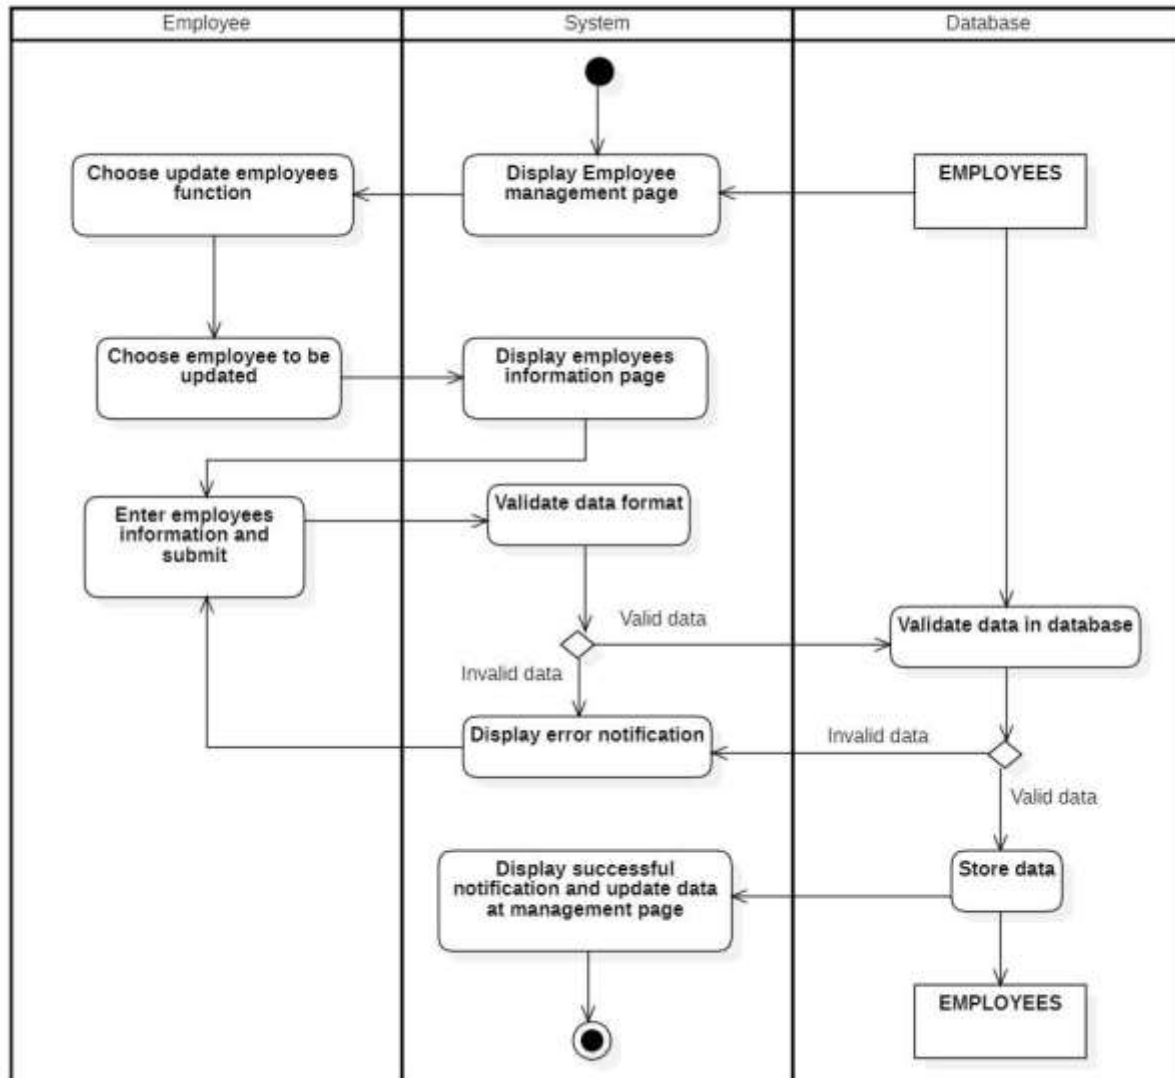 Employee
System
Database
Choose update employees
function
Display Employee
management page
EMPLOYEES
Choose employee to be
updated
Display employees
information page
Enter employees
information and
submit
Validate data format
Valid data
Validate data in database
Invalid data
Display error notification
Invalid data
Valid data
Display successful
notification and update data
at management page
Store data
EMPLOYEES